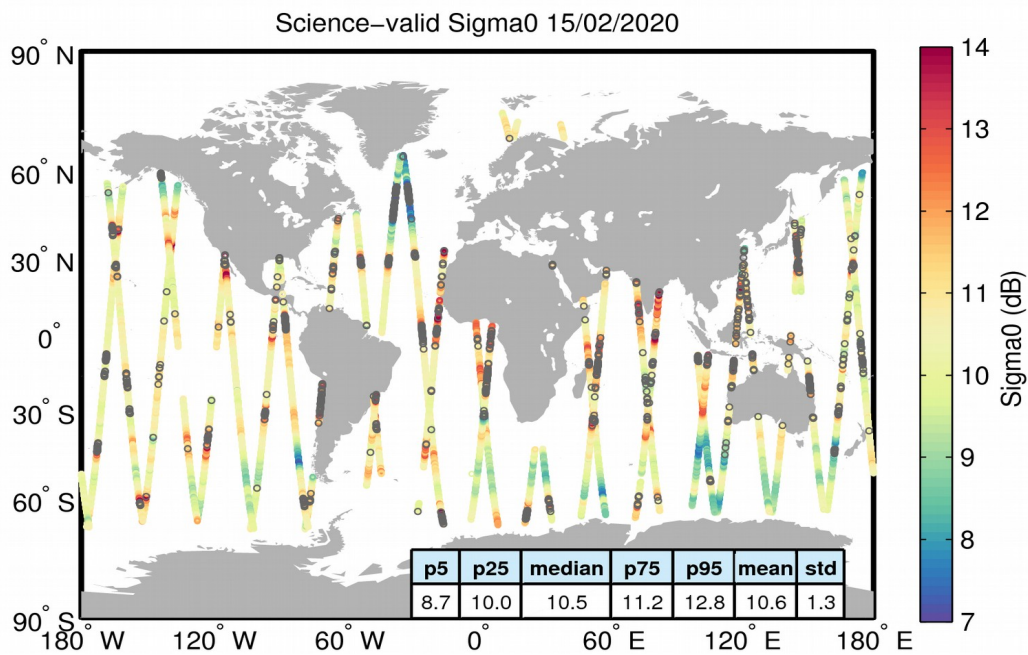 Science−valid Sigma0 15/02/2020
90° N
60° N
30° N
0°
30° S
60° S
90° S
180° W
120° W
60° W
0°
60° E
120° E
180° E
p5 p25 median p75 p95 mean std
8.7 10.0 10.5 11.2 12.8 10.6 1.3
14
13
12
11
10
9
8
7
Sigma0 (dB)